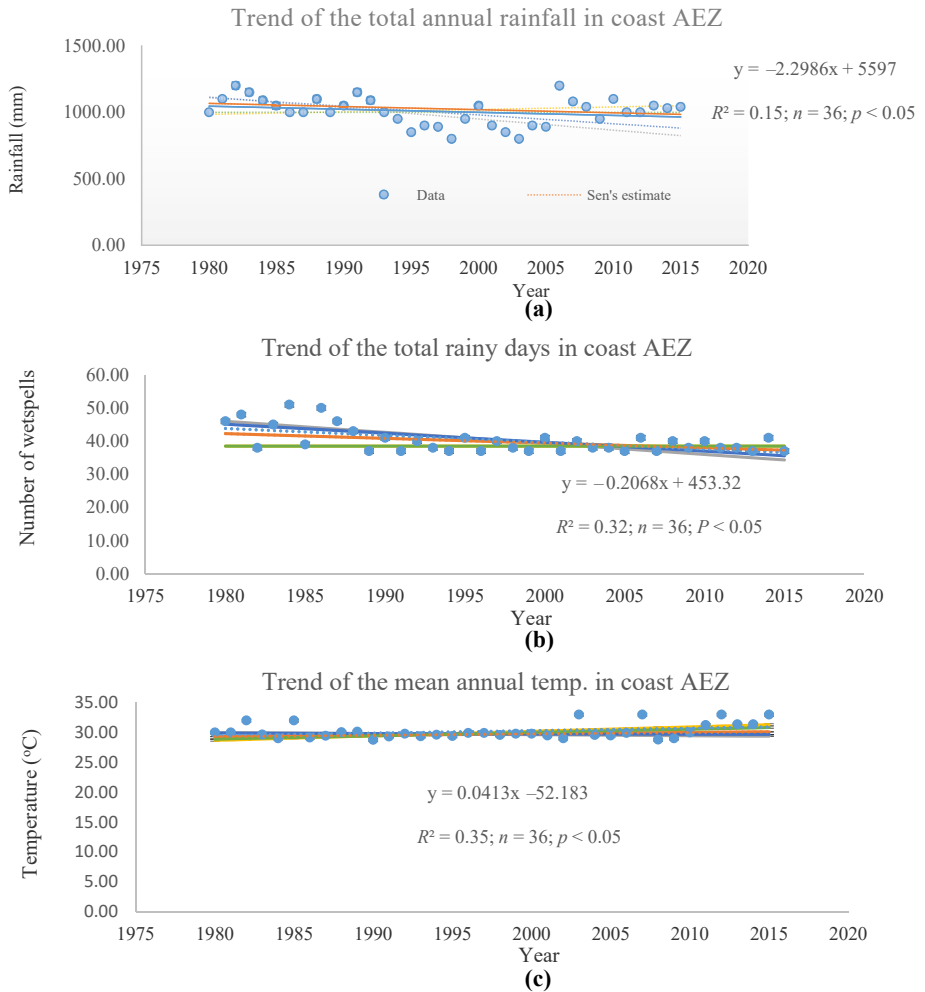 Trend of the total annual rainfall in coast AEZ
1500.00
1000.00
500.00
0.00
Rainfall (mm)
y = –2.2986x + 5597
R² = 0.15; n = 36; p < 0.05
Data
Sen's estimate
1975 1980 1985 1990 1995 2000 2005 2010 2015 2020
Year
(a)
Trend of the total rainy days in coast AEZ
60.00
50.00
40.00
30.00
20.00
10.00
0.00
Number of wetspells
y = –0.2068x + 453.32
R² = 0.32; n = 36; P < 0.05
1975 1980 1985 1990 1995 2000 2005 2010 2015 2020
Year
(b)
Trend of the mean annual temp. in coast AEZ
35.00
30.00
25.00
20.00
15.00
10.00
5.00
0.00
Temperature (°C)
y = 0.0413x –52.183
R² = 0.35; n = 36; p < 0.05
1975 1980 1985 1990 1995 2000 2005 2010 2015 2020
Year
(c)